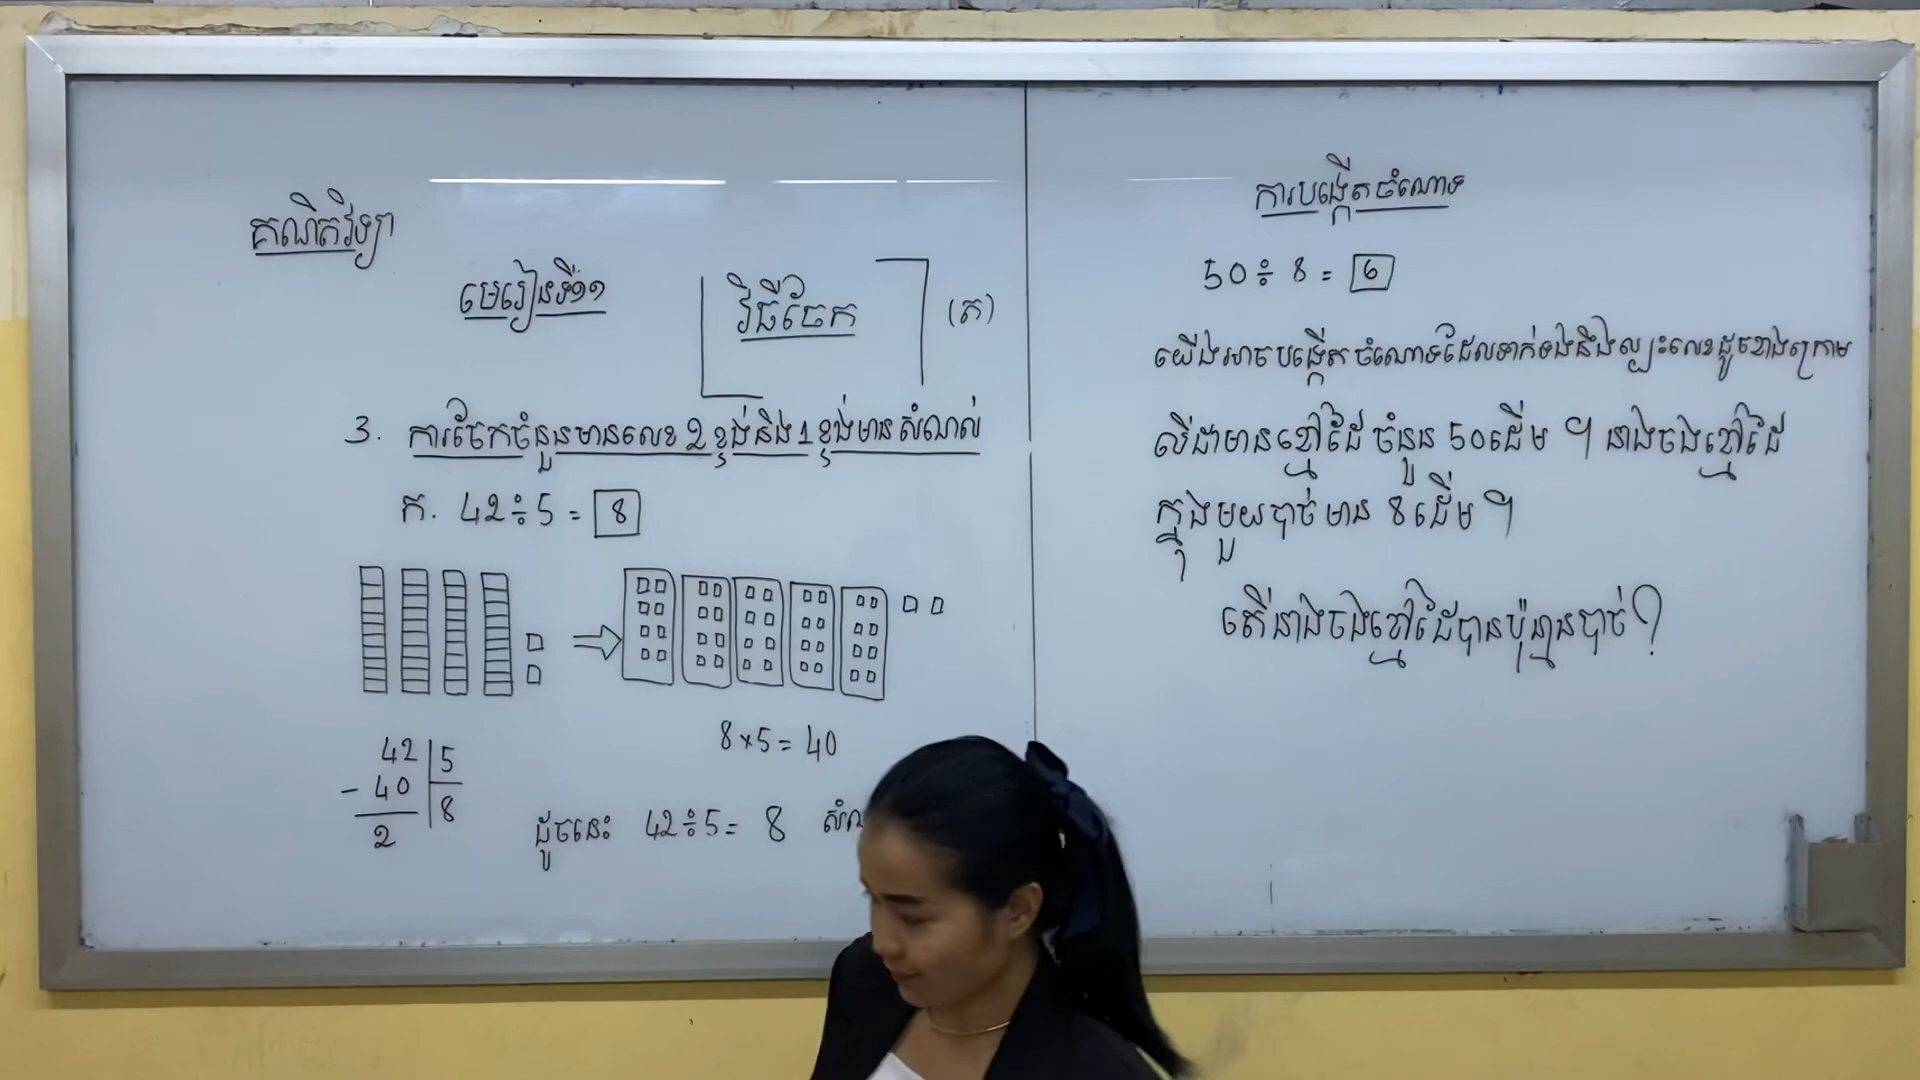 គណិតវិទ្យា
មេរៀនទី១១
វិធីចែក (ត)
3. ការចែកចំនួនមានលេខ 2 ខ្ទង់និង 1 ខ្ទង់មានសំណល់
ក. 42 ÷ 5 = 8
8 × 5 = 40
42 5
- 40 8
2
ដូចនេះ 42 ÷ 5 = 8
ការបង្កើតចំណោទ
50 ÷ 8 = 6
យើងអាចបង្កើតចំណោទដែលទាក់ទងនឹងល្បះលេខដូចខាងក្រោម
លីដាមានខ្មៅដៃ ចំនួន 50ដើម ។ នាងចងខ្មៅដៃ
ក្នុងមួយបាច់មាន 8ដើម ។
តើនាងចងខ្មៅដៃបានប៉ុន្មានបាច់?